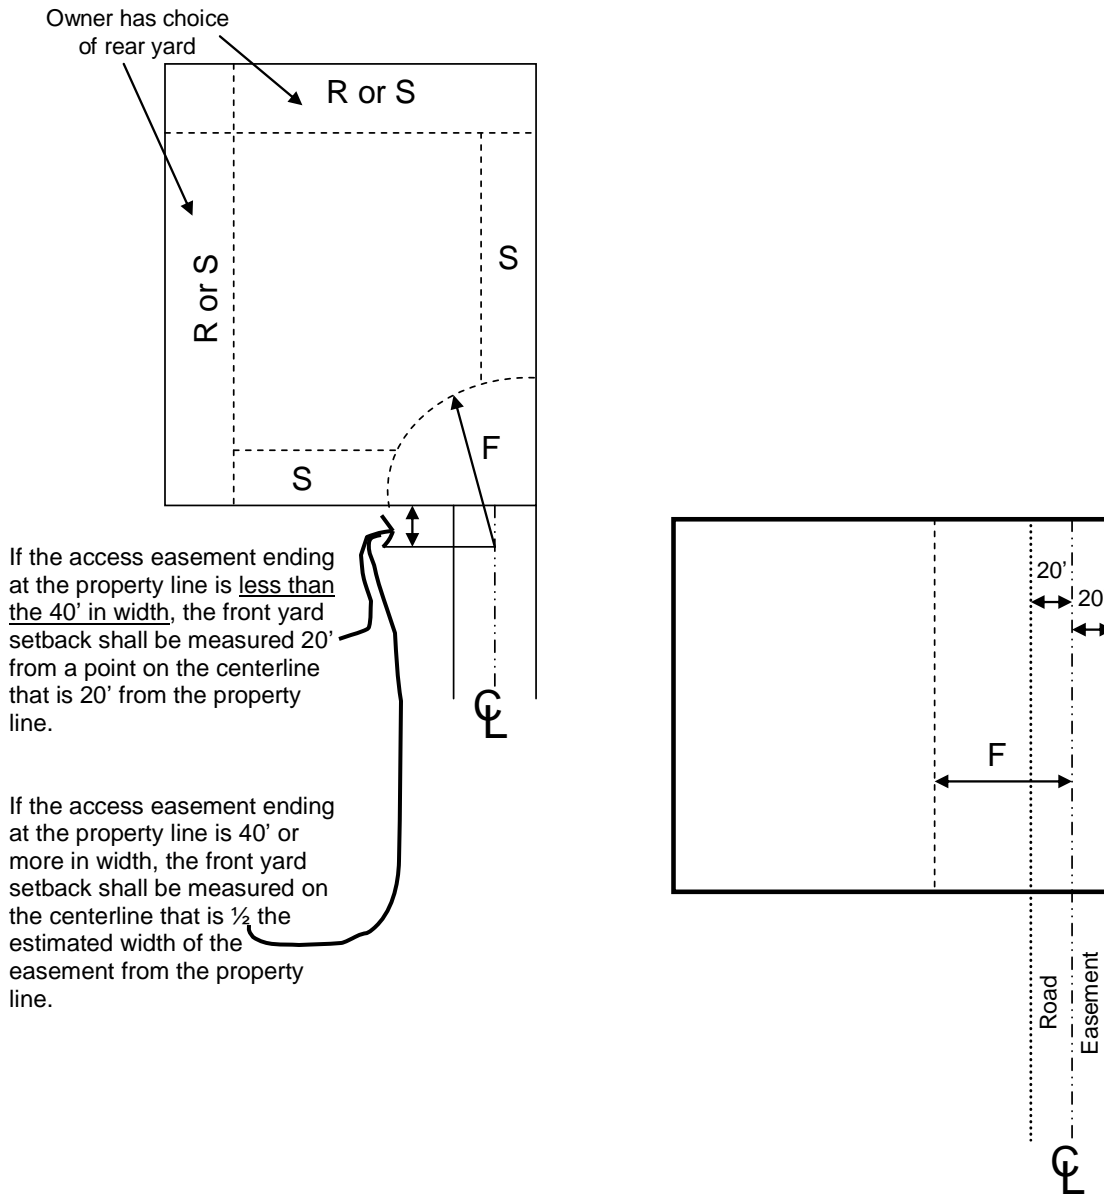 Owner has choice
of rear yard
R or S
R or S
S
F
S
If the access easement ending
at the property line is less than
the 40’ in width, the front yard
setback shall be measured 20’
from a point on the centerline
that is 20’ from the property
line.
CL
If the access easement ending
at the property line is 40’ or
more in width, the front yard
setback shall be measured on
the centerline that is ½ the
estimated width of the
easement from the property
line.
20’
20
F
Road
Easement
CL